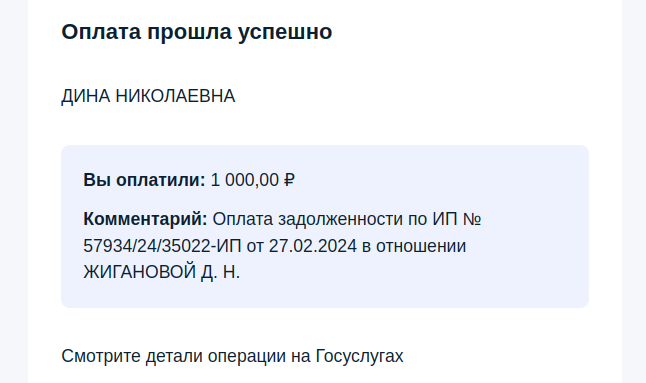 Оплата прошла успешно
ДИНА НИКОЛАЕВНА
Вы оплатили: 1 000,00 ₽
Комментарий: Оплата задолженности по ИП №
57934/24/35022-ИП от 27.02.2024 в отношении
ЖИГАНОВОЙ Д. Н.
Смотрите детали операции на Госуслугах